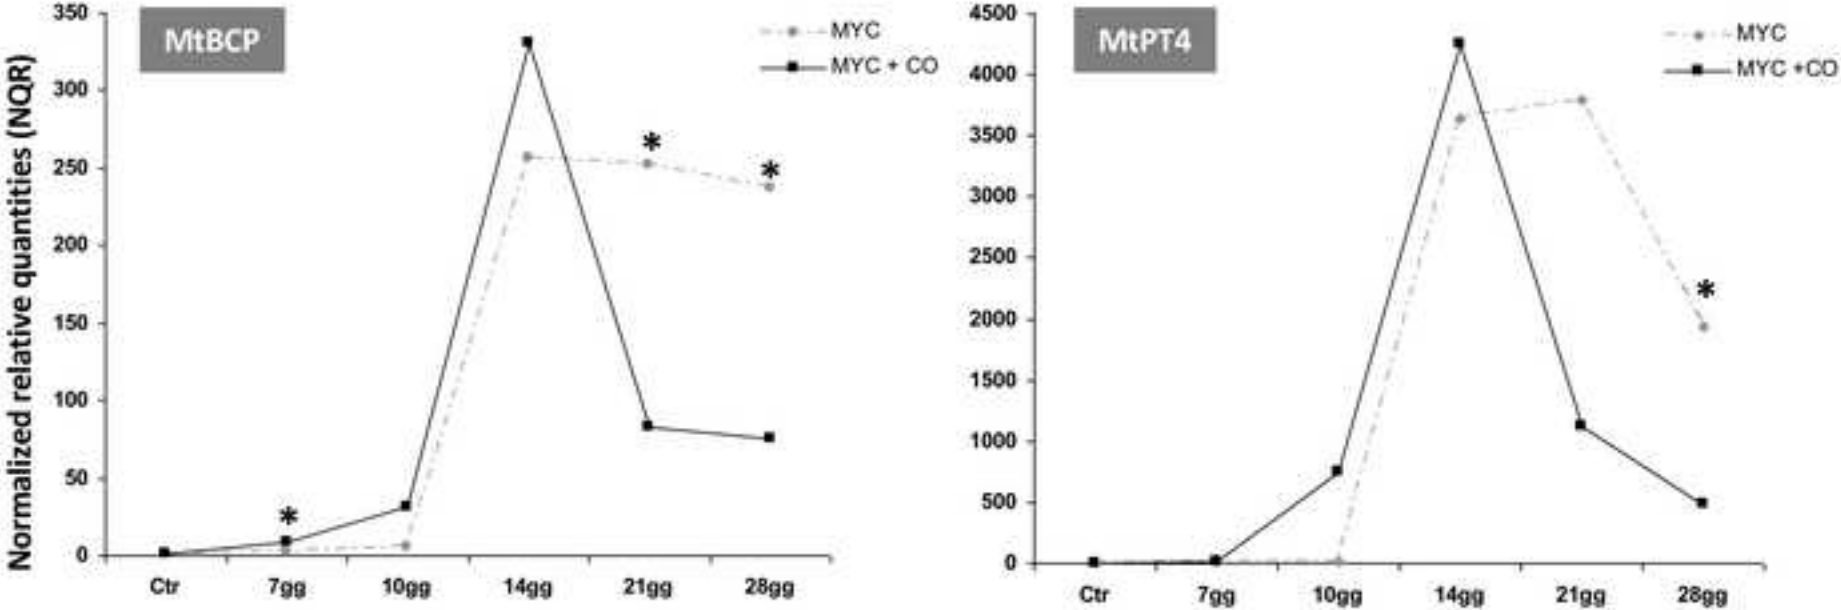 Normalized relative quantities (NQR)
MtBCP
MYC
MYC + CO
350
300
250
200
150
100
50
0
*
*
*
Ctr 7gg 10gg 14gg 21gg 28gg
MtPT4
MYC
MYC +CO
4500
4000
3500
3000
2500
2000
1500
1000
500
0
*
Ctr 7gg 10gg 14gg 21gg 28gg